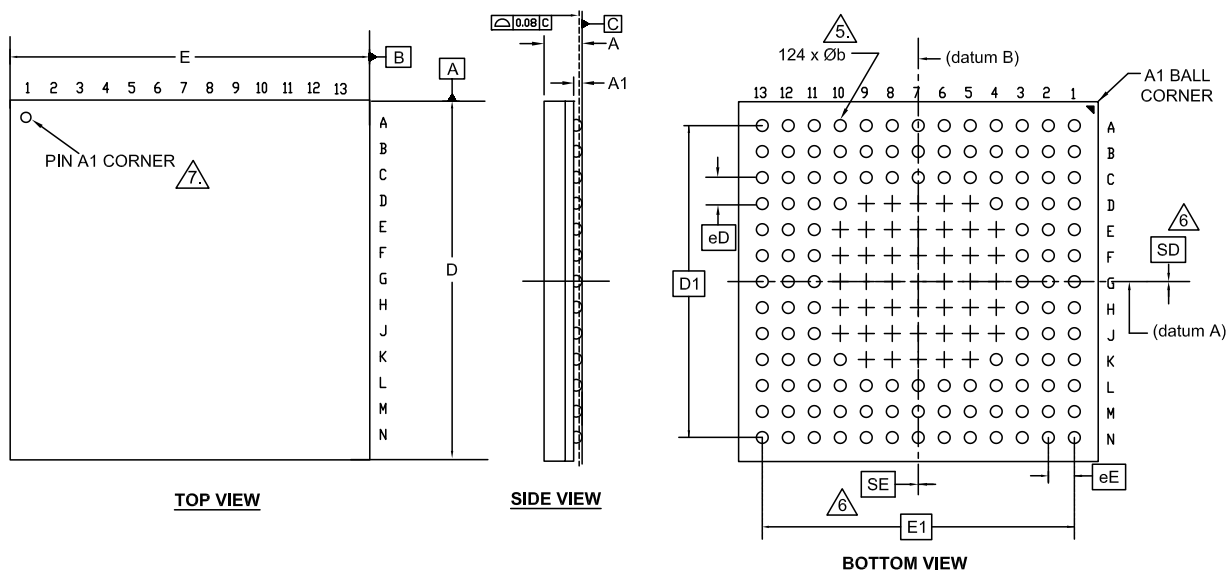 E
B
A
1 2 3 4 5 6 7 8 9 10 11 12 13
PIN A1 CORNER
7.
A
B
C
D
E
F
G
H
J
K
L
M
N
D
TOP VIEW
0.08 C
C
A
A1
SIDE VIEW
5.
124 x Øb
(datum B)
A1 BALL
CORNER
13 12 11 10 9 8 7 6 5 4 3 2 1
A
B
C
D
E
F
G
H
J
K
L
M
N
eD
D1
6
SD
(datum A)
SE
eE
6
E1
BOTTOM VIEW